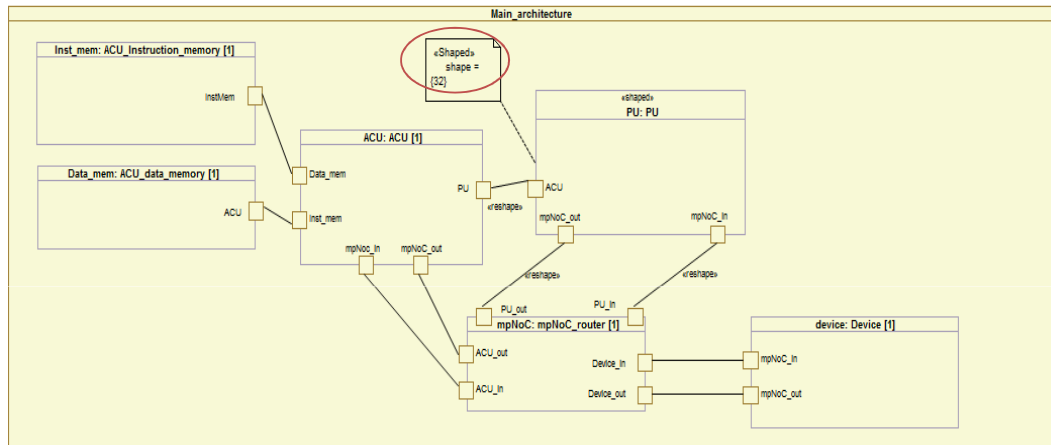 Main_architecture
Inst_mem: ACU_Instruction_memory [1]
InstMem
«Shaped»
shape =
{32}
«shaped»
PU: PU
ACU: ACU [1]
Data_mem
Inst_mem
PU
mpNoc_in
mpNoC_out
«reshape»
ACU
mpNoC_out
mpNoC_in
Data_mem: ACU_data_memory [1]
ACU
«reshape»
«reshape»
PU_out
PU_in
mpNoC: mpNoC_router [1]
ACU_out
ACU_in
Device_in
Device_out
device: Device [1]
mpNoC_in
mpNoC_out